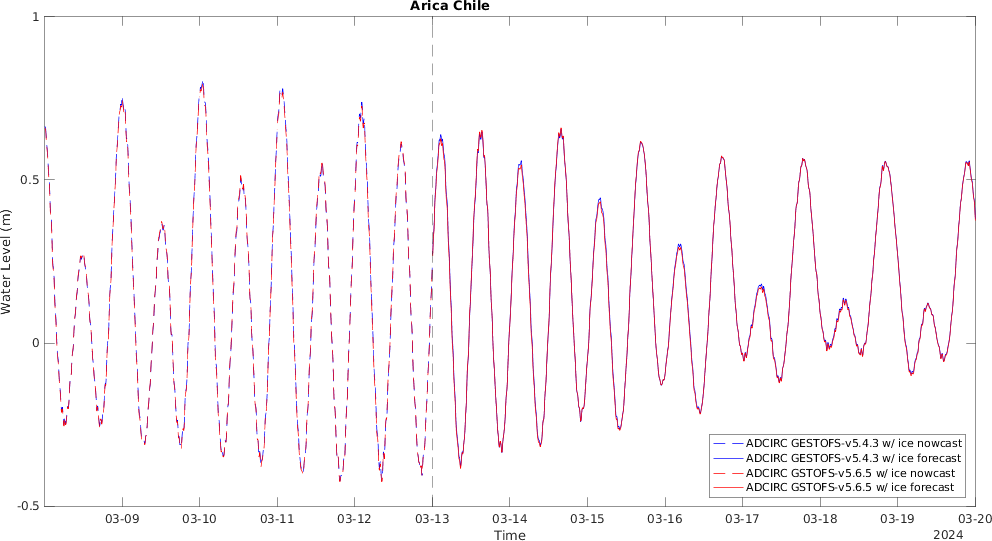 Arica Chile
Water Level (m)
1
0.5
0
-0.5
03-09
03-10
03-11
03-12
03-13
03-14
03-15
03-16
03-17
03-18
03-19
03-20
Time
2024
ADCIRC GESTOFS-v5.4.3 w/ ice nowcast
ADCIRC GESTOFS-v5.4.3 w/ ice forecast
ADCIRC GSTOFS-v5.6.5 w/ ice nowcast
ADCIRC GSTOFS-v5.6.5 w/ ice forecast